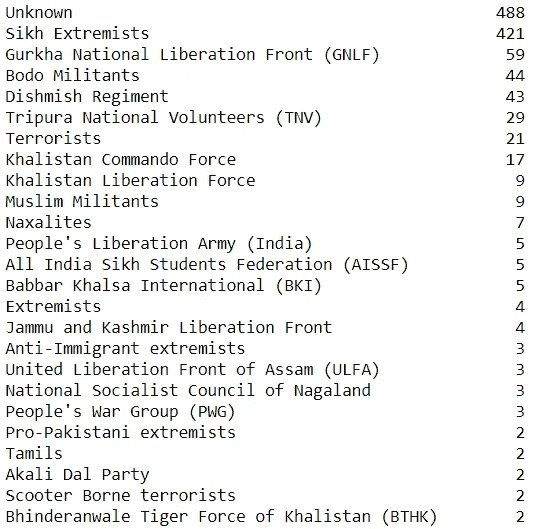 Unknown 488
Sikh Extremists 421
Gurkha National Liberation Front (GNLF) 59
Bodo Militants 44
Dishmish Regiment 43
Tripura National Volunteers (TNV) 29
Terrorists 21
Khalistan Commando Force 17
Khalistan Liberation Force 9
Muslim Militants 9
Naxalites 7
People's Liberation Army (India) 5
All India Sikh Students Federation (AISSF) 5
Babbar Khalsa International (BKI) 5
Extremists 4
Jammu and Kashmir Liberation Front 4
Anti-Immigrant extremists 3
United Liberation Front of Assam (ULFA) 3
National Socialist Council of Nagaland 3
People's War Group (PWG) 3
Pro-Pakistani extremists 2
Tamils 2
Akali Dal Party 2
Scooter Borne terrorists 2
Bhinderanwale Tiger Force of Khalistan (BTHK) 2